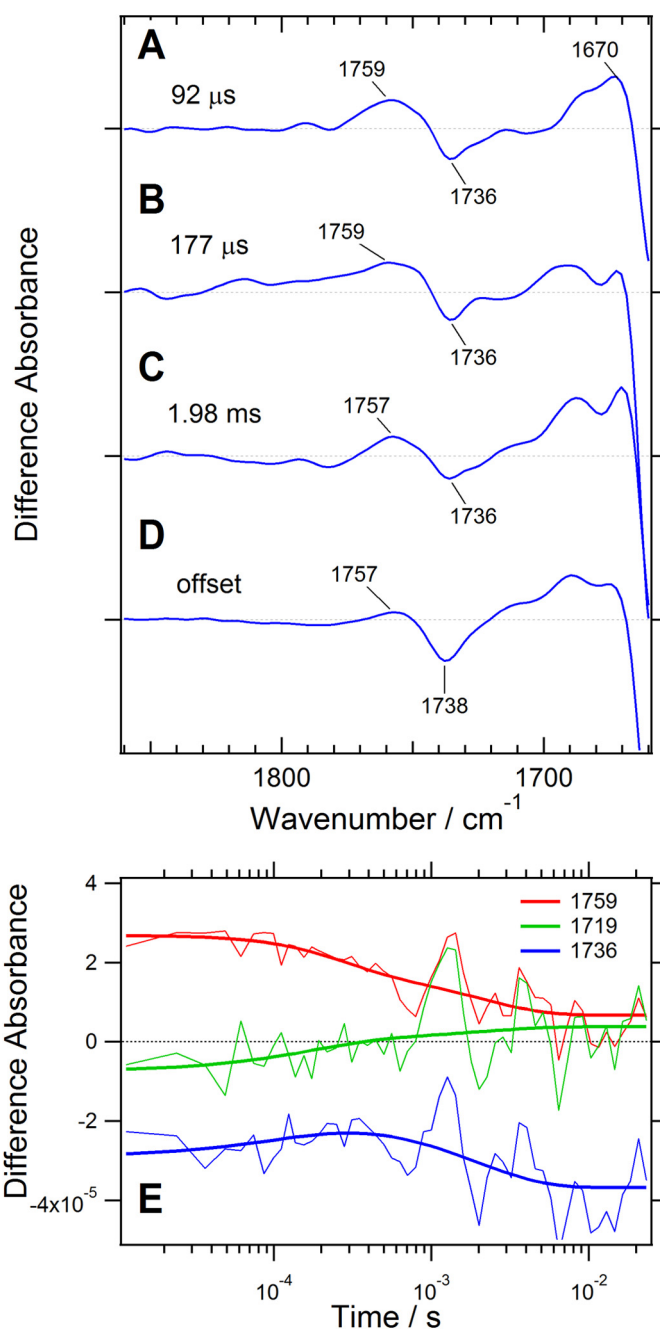 A
1759
1670
92 μs
1736
B
1759
177 μs
1736
C
1757
1.98 ms
1736
D
1757
offset
1738
Difference Absorbance
1800 1700
Wavenumber / cm⁻¹
4
1759
1719
1736
2
0
-2
-4x10⁻⁵
E
Difference Absorbance
10⁻⁴ 10⁻³ 10⁻²
Time / s